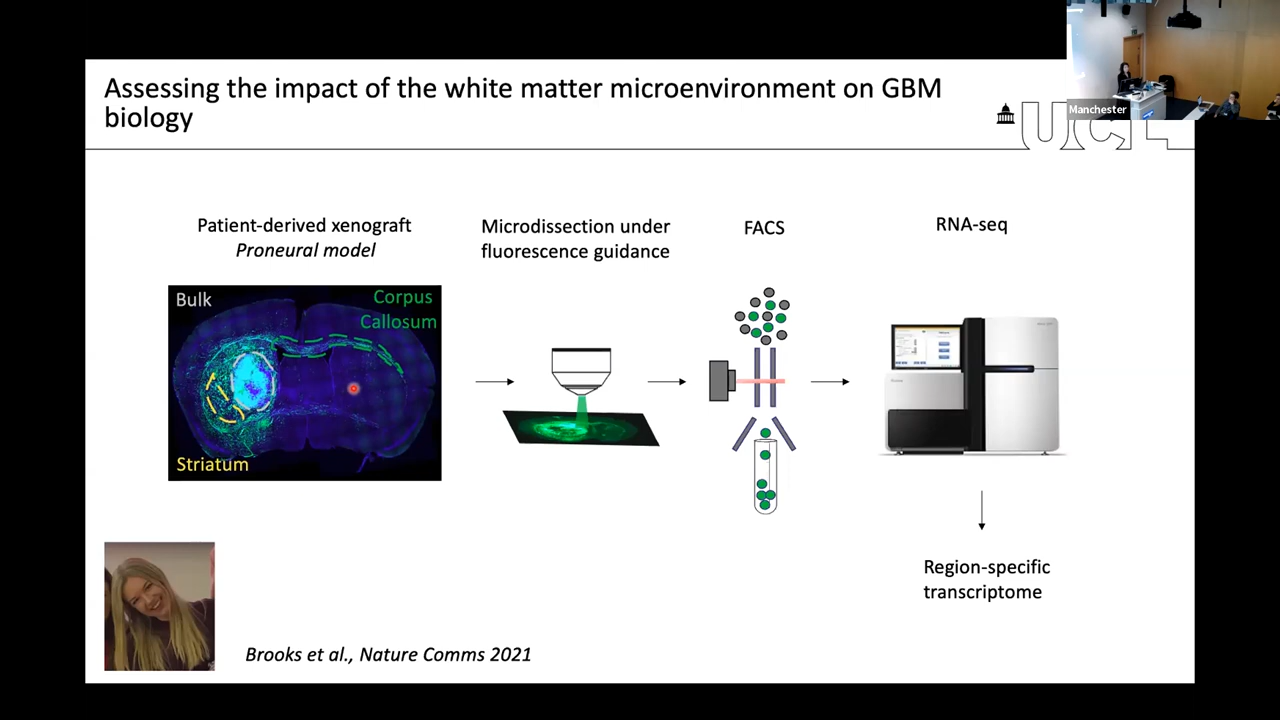 Assessing the impact of the white matter microenvironment on GBM
biology
Manchester
UCL
Patient-derived xenograft
Proneural model
Microdissection under
fluorescence guidance
FACS
RNA-seq
Bulk
Corpus
Callosum
Striatum
Region-specific
transcriptome
Brooks et al., Nature Comms 2021